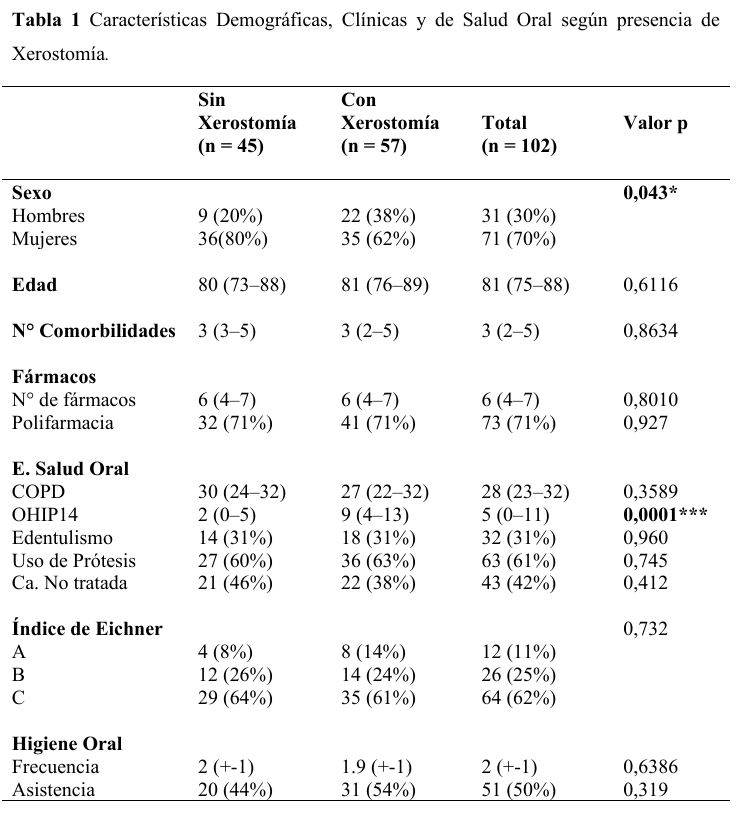 Tabla 1 Características Demográficas, Clínicas y de Salud Oral según presencia de
Xerostomía.
Sin Xerostomía (n = 45) Con Xerostomía (n = 57) Total (n = 102) Valor p
Sexo 0,043*
Hombres 9 (20%) 22 (38%) 31 (30%)
Mujeres 36(80%) 35 (62%) 71 (70%)
Edad 80 (73–88) 81 (76–89) 81 (75–88) 0,6116
N° Comorbilidades 3 (3–5) 3 (2–5) 3 (2–5) 0,8634
Fármacos
N° de fármacos 6 (4–7) 6 (4–7) 6 (4–7) 0,8010
Polifarmacia 32 (71%) 41 (71%) 73 (71%) 0,927
E. Salud Oral
COPD 30 (24–32) 27 (22–32) 28 (23–32) 0,3589
OHIP14 2 (0–5) 9 (4–13) 5 (0–11) 0,0001***
Edentulismo 14 (31%) 18 (31%) 32 (31%) 0,960
Uso de Prótesis 27 (60%) 36 (63%) 63 (61%) 0,745
Ca. No tratada 21 (46%) 22 (38%) 43 (42%) 0,412
Índice de Eichner 0,732
A 4 (8%) 8 (14%) 12 (11%)
B 12 (26%) 14 (24%) 26 (25%)
C 29 (64%) 35 (61%) 64 (62%)
Higiene Oral
Frecuencia 2 (+-1) 1.9 (+-1) 2 (+-1) 0,6386
Asistencia 20 (44%) 31 (54%) 51 (50%) 0,319